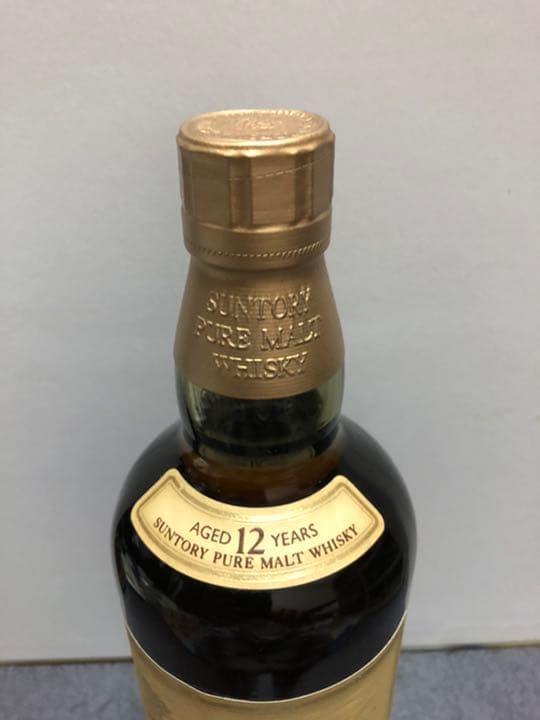 SUNTORY
PURE MALT
WHISKY
AGED 12 YEARS
SUNTORY PURE MALT WHISKY